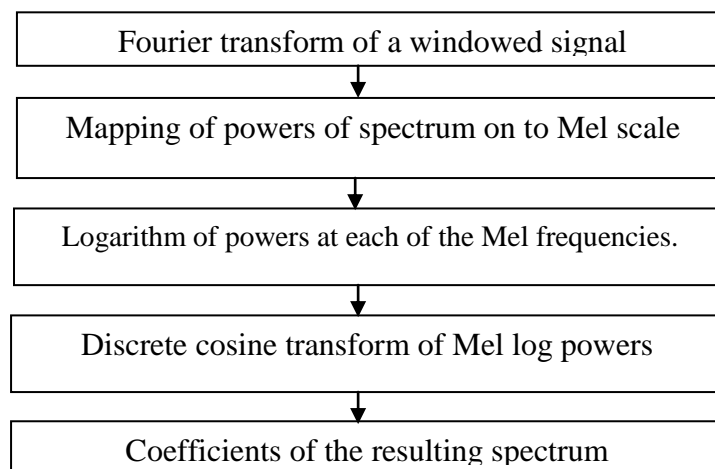 Fourier transform of a windowed signal
Mapping of powers of spectrum on to Mel scale
Logarithm of powers at each of the Mel frequencies.
Discrete cosine transform of Mel log powers
Coefficients of the resulting spectrum